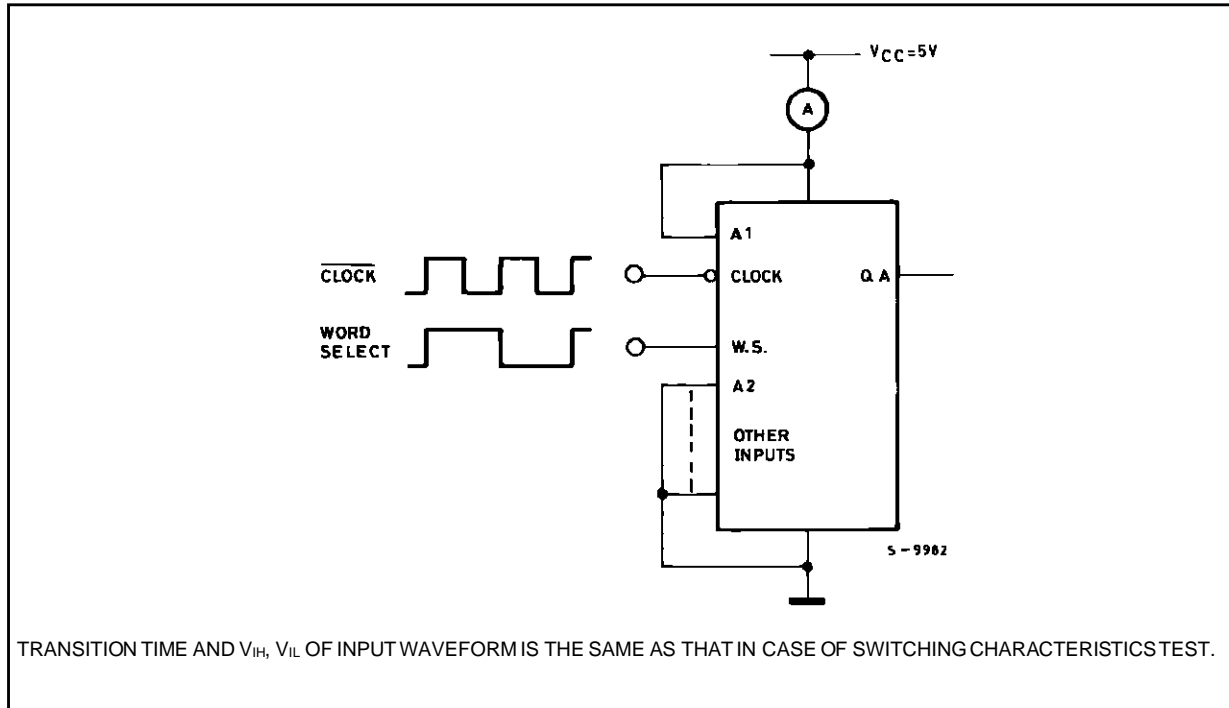 VCC=5V
A
A1
CLOCK
CLOCK
Q A
WORD
SELECT
W.S.
A2
OTHER
INPUTS
S-9982
TRANSITION TIME AND VIH, VIL OF INPUT WAVEFORM IS THE SAME AS THAT IN CASE OF SWITCHING CHARACTERISTICS TEST.